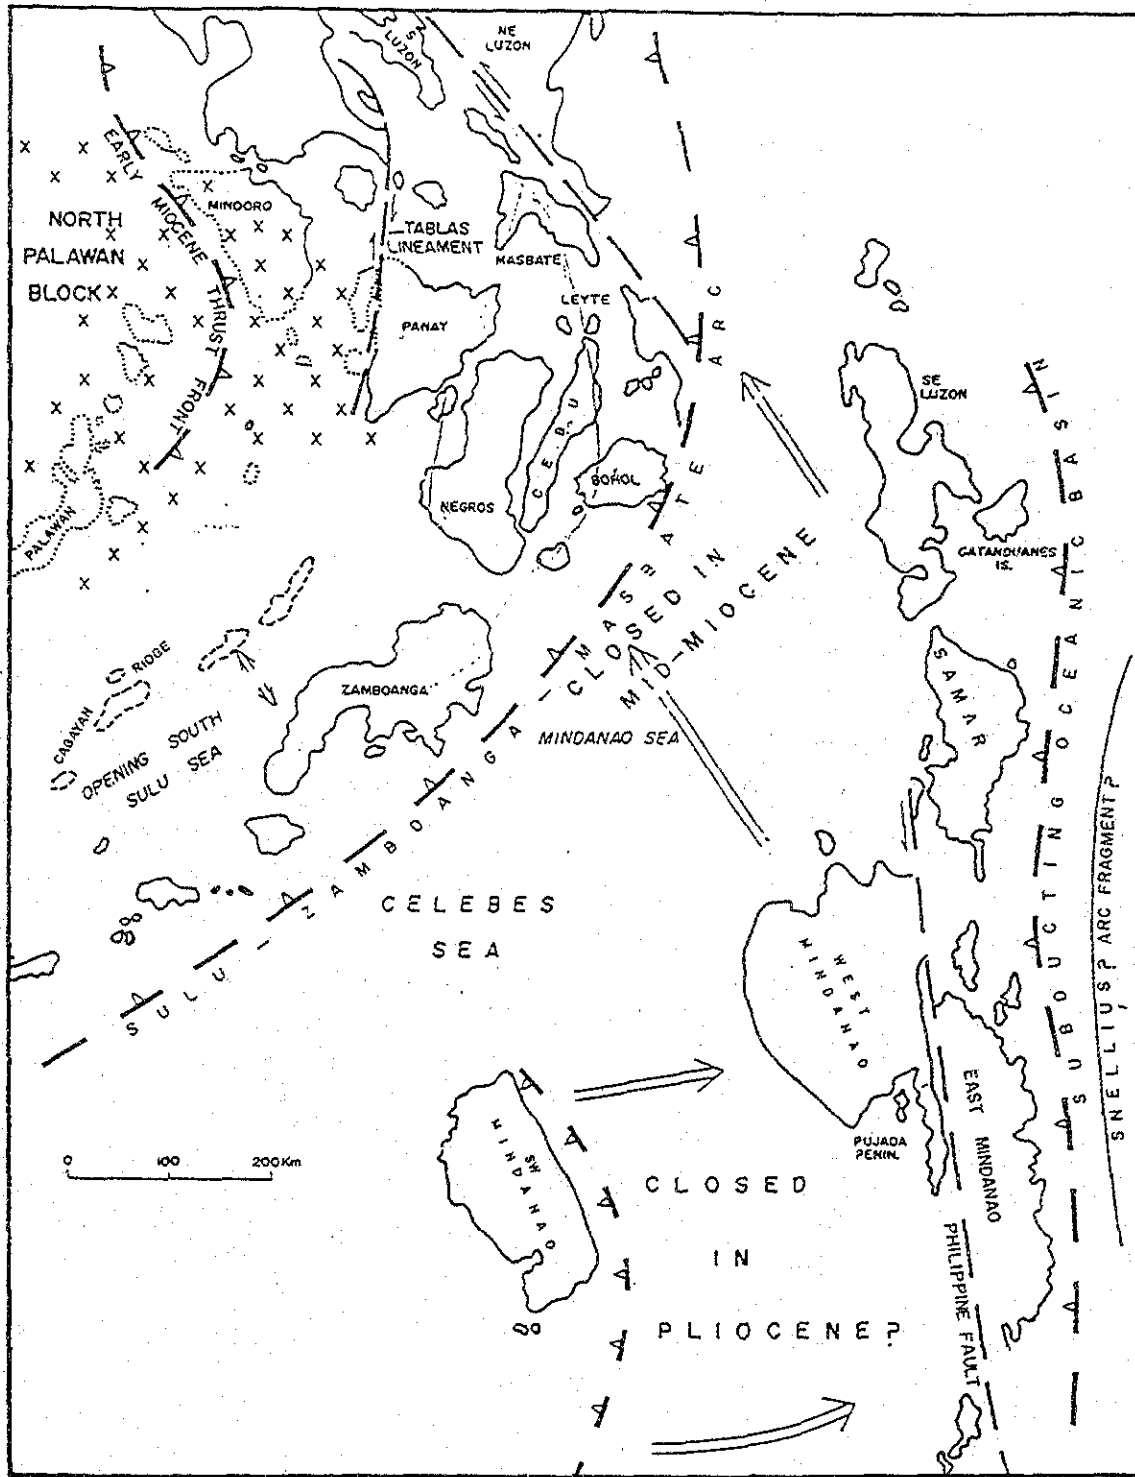 SZ
LUZON
NE
LUZON
EARLY MIOCENE THRUST FRONT
MINDORO
NORTH
PALAWAN
BLOCK
TABLAS
LINEAMENT
MASBATE
LEYTE
PANAY
CEBU
NEGROS
BOHOL
PALAWAN
SE
LUZON
CATANDUANES
IS.
SAMAR
CAGAYAN RIDGE
OPENING SOUTH
SULU SEA
ZAMBOANGA
SULU - ZAMBOANGA - MASBATE ARC
CLOSED IN
MID-MIOCENE
MINDANAO SEA
CELEBES
SEA
WEST
MINDANAO
SW
MINDANAO
EAST MINDANAO
PUJADA
PENIN.
PHILIPPINE FAULT
SUBDUCTING OCEANIC BASIN
SNELLIUS? ARC FRAGMENT?
0 100 200Km
CLOSED
IN
PLIOCENE?